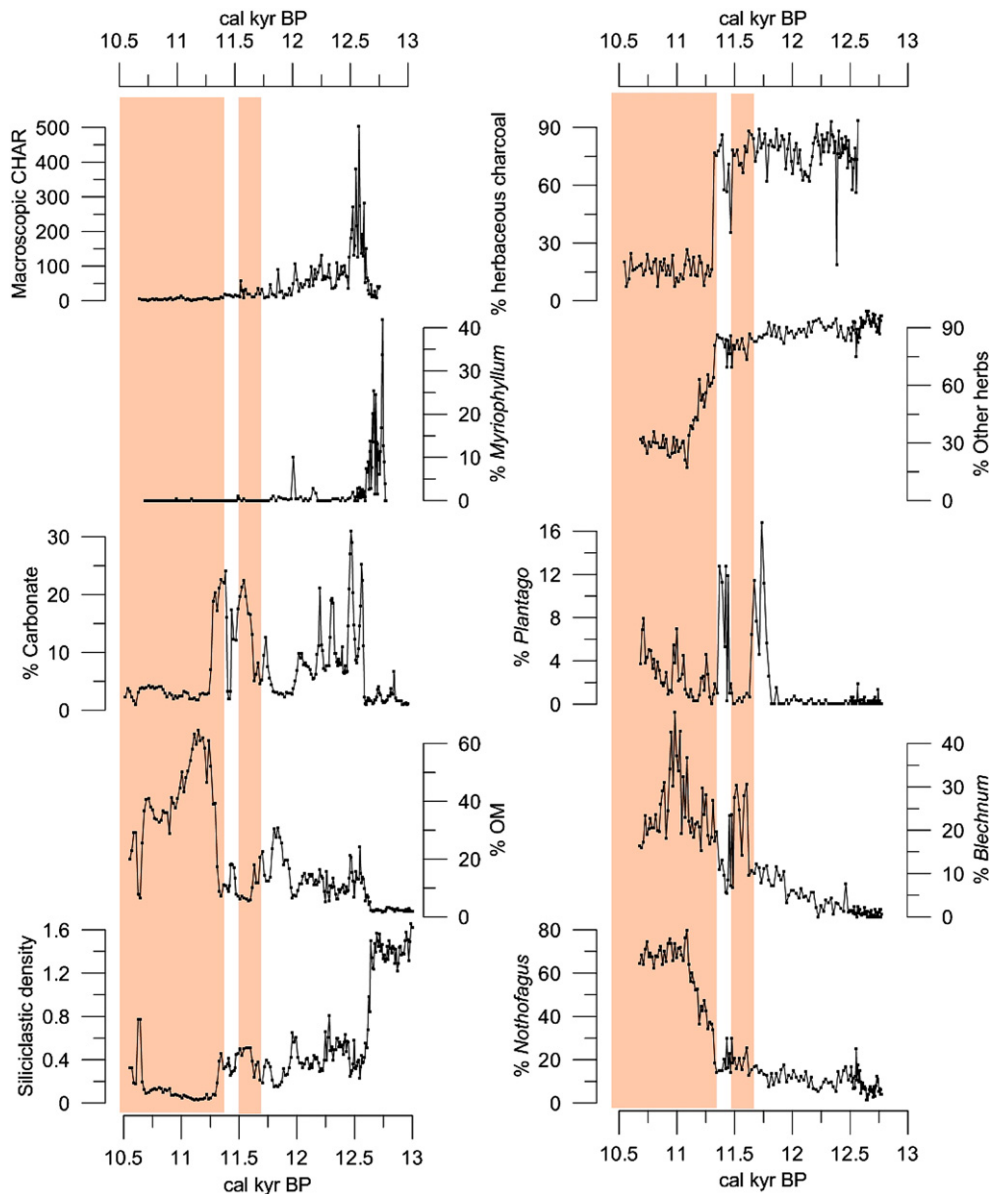 cal kyr BP
10.5 11 11.5 12 12.5 13
cal kyr BP
10.5 11 11.5 12 12.5 13
Macroscopic CHAR
500
400
300
200
100
0
% herbaceous charcoal
90
60
30
0
% Myriophyllum
40
30
20
10
0
% Other herbs
90
60
30
0
% Carbonate
30
20
10
0
% Plantago
16
12
8
4
0
% OM
60
40
20
0
% Blechnum
40
30
20
10
0
Siliciclastic density
1.6
1.2
0.8
0.4
0
% Nothofagus
80
60
40
20
0
10.5 11 11.5 12 12.5 13
cal kyr BP
10.5 11 11.5 12 12.5 13
cal kyr BP